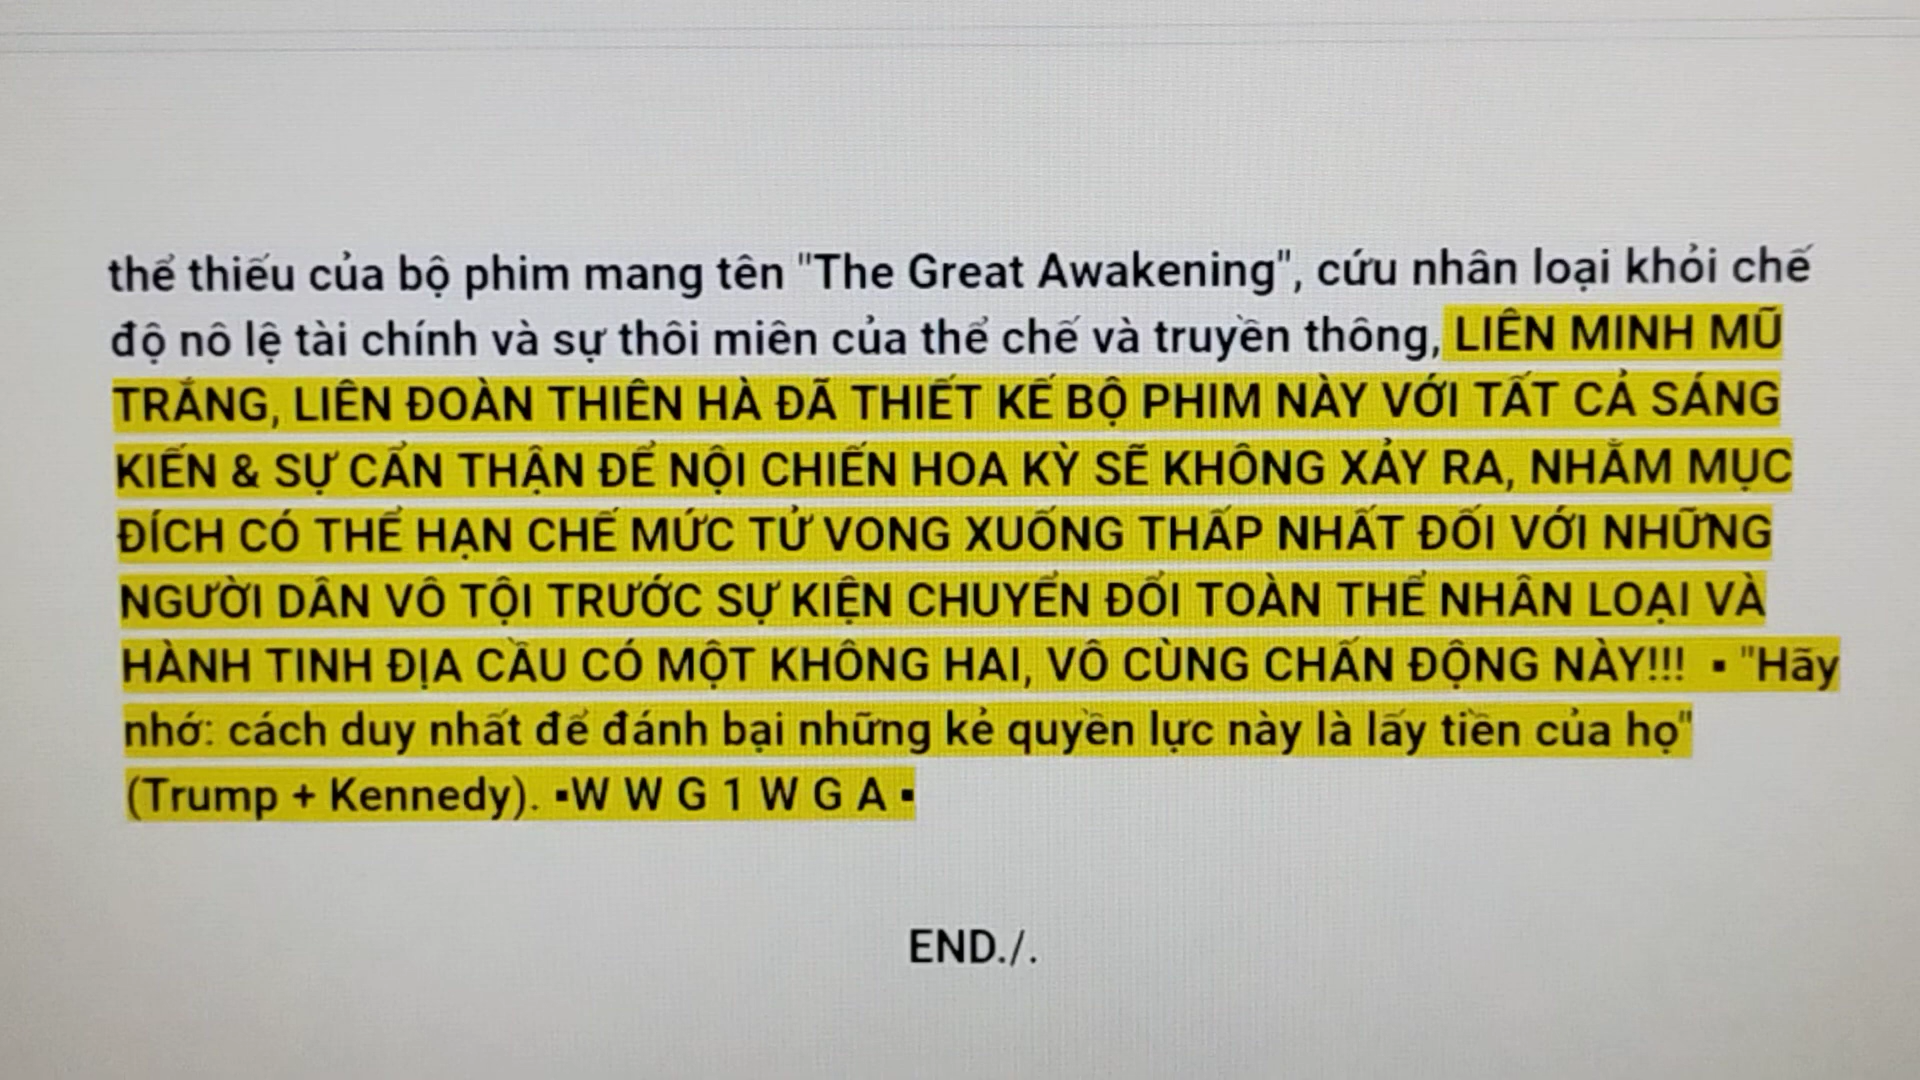 thể thiếu của bộ phim mang tên "The Great Awakening", cứu nhân loại khỏi chế
độ nô lệ tài chính và sự thôi miên của thể chế và truyền thông, LIÊN MINH MŨ
TRẮNG, LIÊN ĐOÀN THIÊN HÀ ĐÃ THIẾT KẾ BỘ PHIM NÀY VỚI TẤT CẢ SÁNG
KIẾN & SỰ CẨN THẬN ĐỂ NỘI CHIẾN HOA KỲ SẼ KHÔNG XẢY RA, NHẰM MỤC
ĐÍCH CÓ THỂ HẠN CHẾ MỨC TỬ VONG XUỐNG THẤP NHẤT ĐỐI VỚI NHỮNG
NGƯỜI DÂN VÔ TỘI TRƯỚC SỰ KIỆN CHUYỂN ĐỔI TOÀN THỂ NHÂN LOẠI VÀ
HÀNH TINH ĐỊA CẦU CÓ MỘT KHÔNG HAI, VÔ CÙNG CHẤN ĐỘNG NÀY!!! ▪ "Hãy
nhớ: cách duy nhất để đánh bại những kẻ quyền lực này là lấy tiền của họ"
(Trump + Kennedy). ▪W W G 1 W G A ▪
END./.